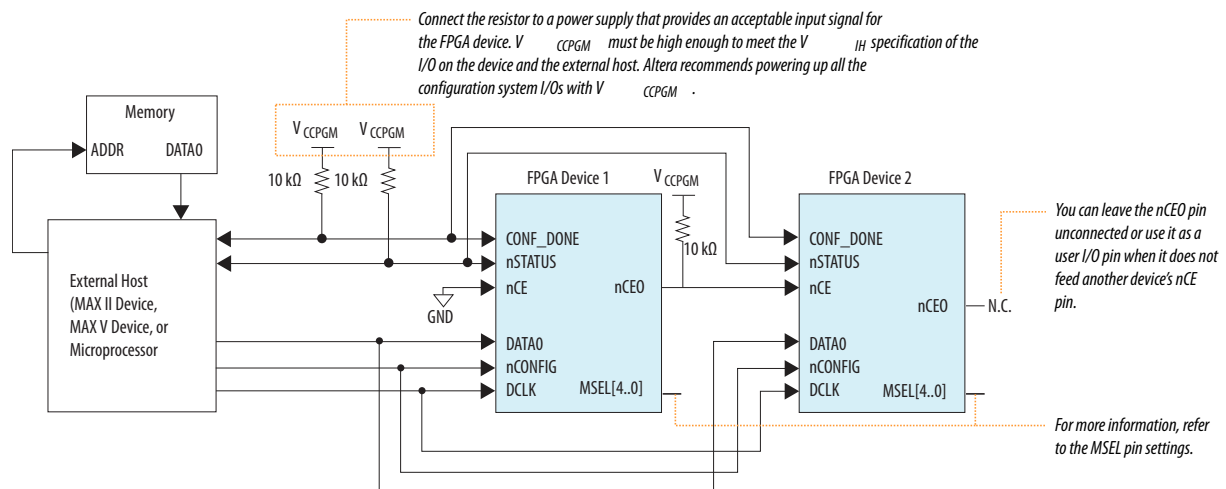 Connect the resistor to a power supply that provides an acceptable input signal for
the FPGA device. V CCPGM must be high enough to meet the V IH specification of the
I/O on the device and the external host. Altera recommends powering up all the
configuration system I/Os with V CCPGM .
Memory
ADDR DATA0
V CCPGM V CCPGM
10 kΩ 10 kΩ
FPGA Device 1
V CCPGM
10 kΩ
FPGA Device 2
You can leave the nCEO pin
unconnected or use it as a
user I/O pin when it does not
feed another device's nCE
pin.
External Host
(MAX II Device,
MAX V Device, or
Microprocessor
GND
CONF_DONE
nSTATUS
nCE
nCEO
DATA0
nCONFIG
DCLK
MSEL[4..0]
CONF_DONE
nSTATUS
nCE
nCEO
N.C.
DATA0
nCONFIG
DCLK
MSEL[4..0]
For more information, refer
to the MSEL pin settings.